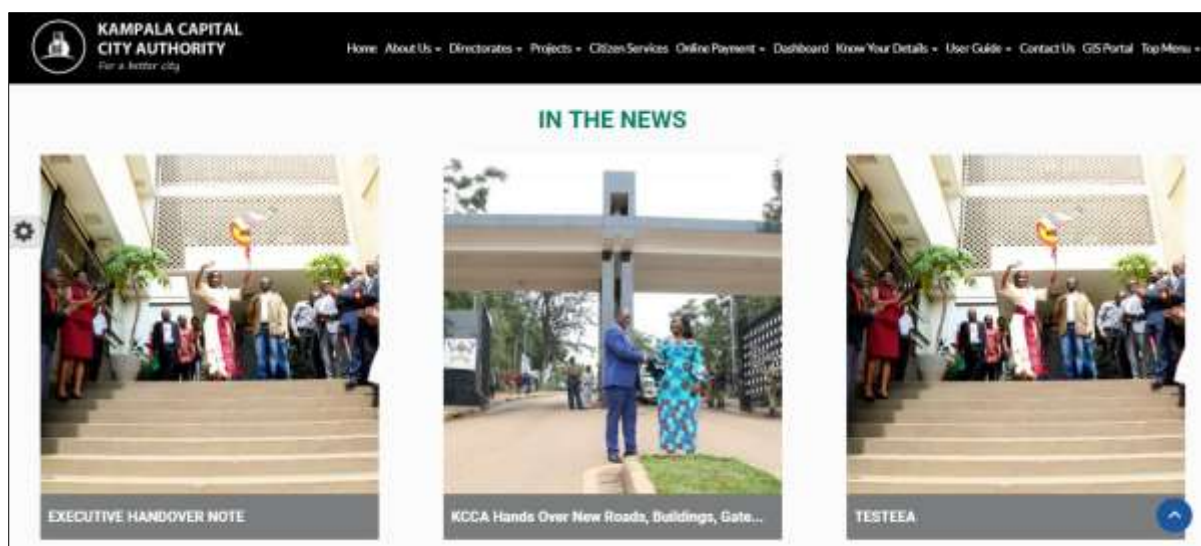 KAMPALA CAPITAL
CITY AUTHORITY
For a better city
Home About Us Directorates Projects Citizen Services Online Payment Dashboard Know Your Details User Guide Contact Us GIS Portal Top Menu
IN THE NEWS
EXECUTIVE HANDOVER NOTE
KCCA Hands Over New Roads, Buildings, Gate...
TESTEEA